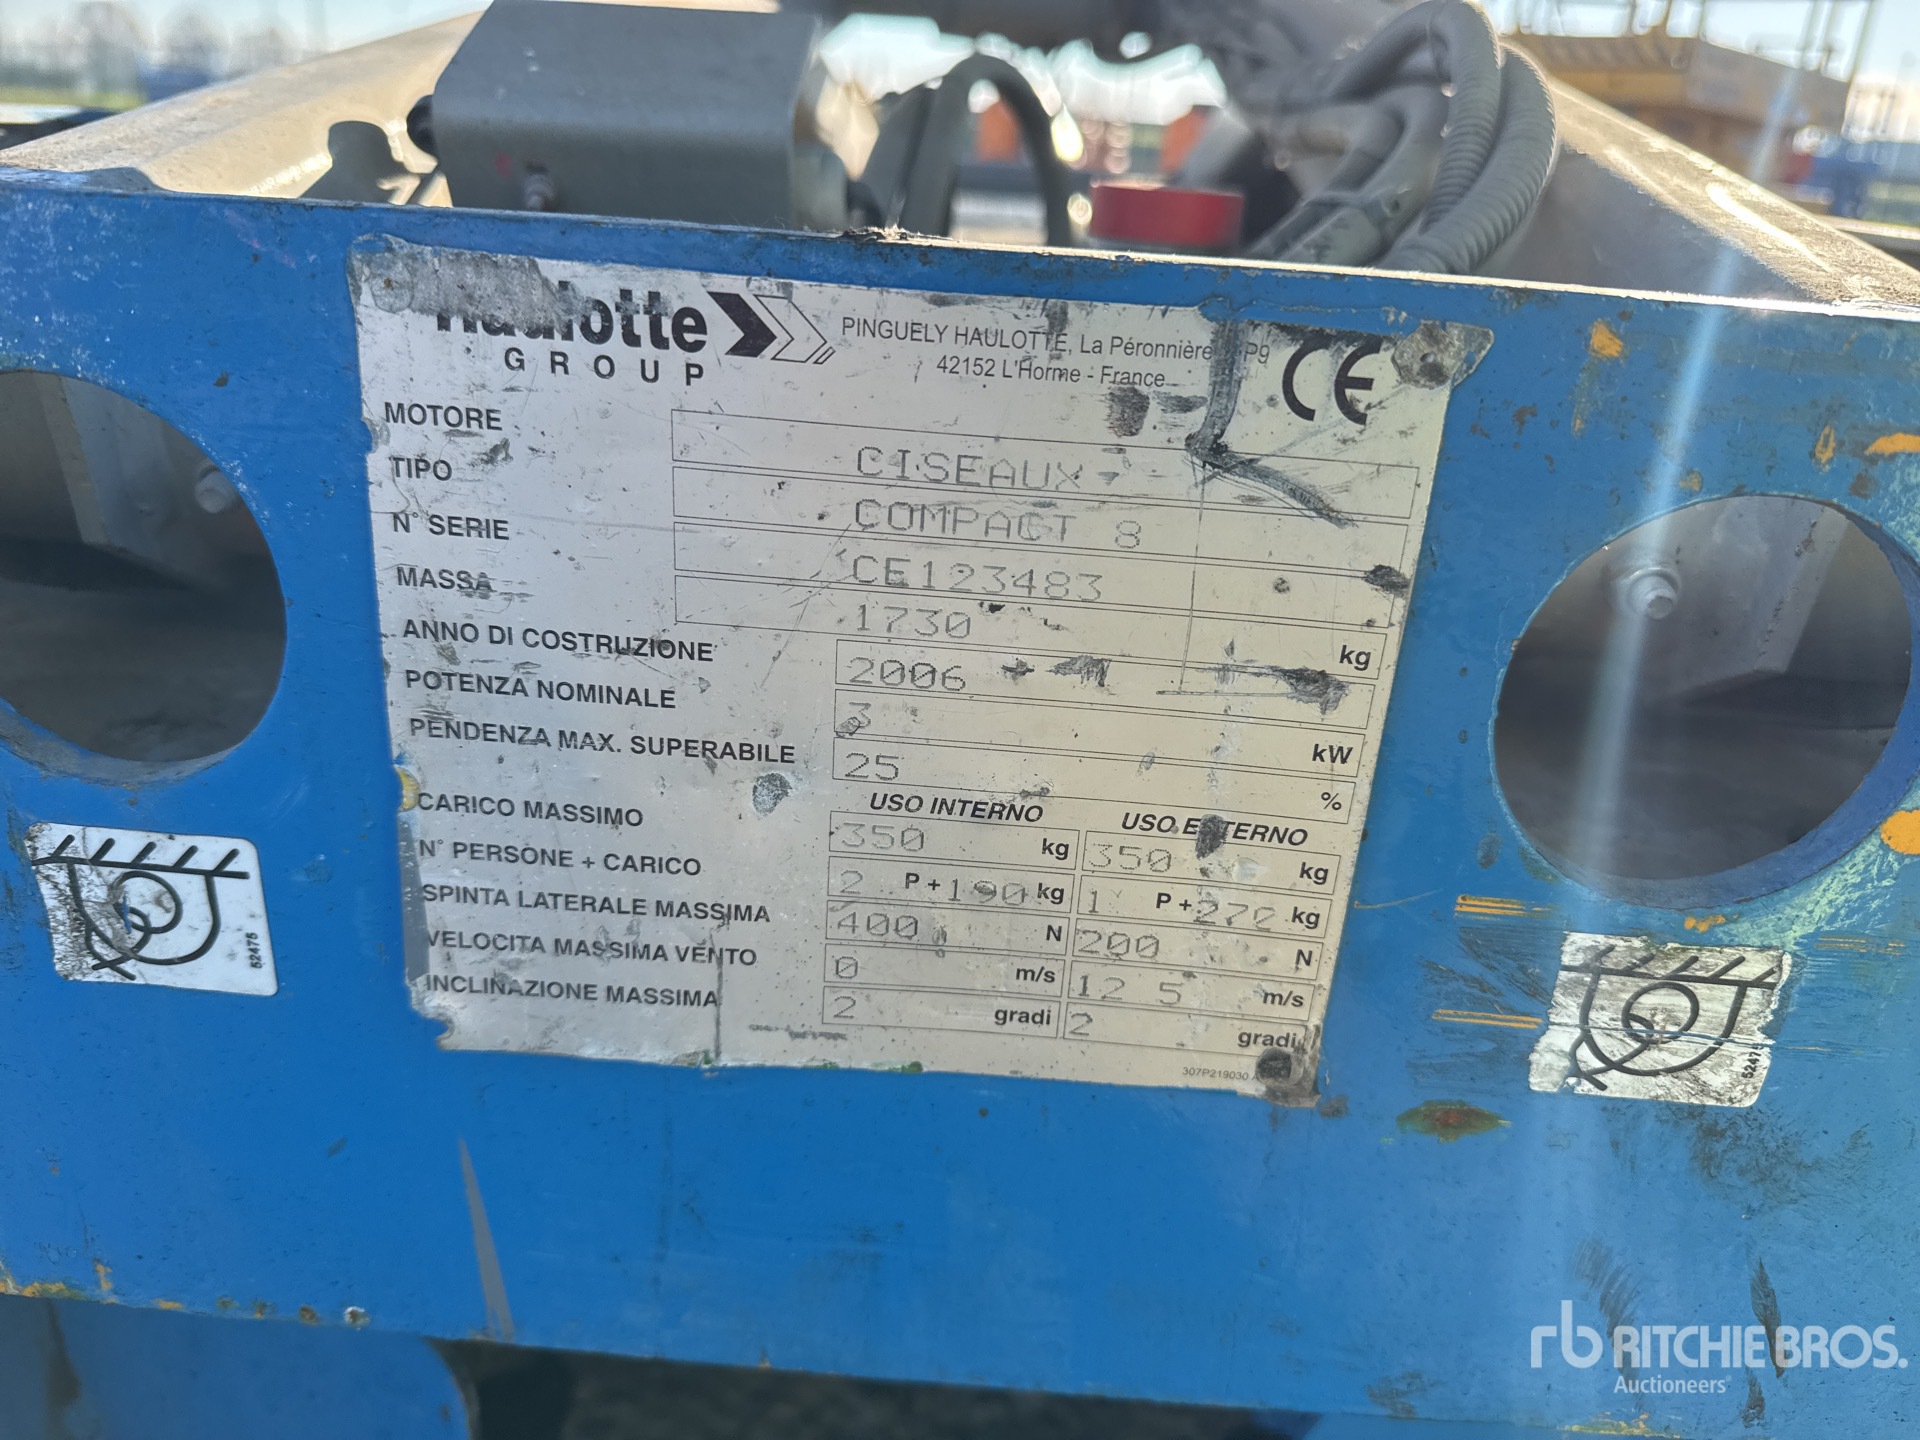 Haulotte
GROUP
PINGUELY HAULOTTE, La Péronnière
42152 L'Horme - France
CE
MOTORE CISEAUX
TIPO COMPACT 8
N° SERIE CE123483
MASSA 1730 kg
ANNO DI COSTRUZIONE 2006
POTENZA NOMINALE 3 kW
PENDENZA MAX. SUPERABILE 25 %
USO INTERNO USO ESTERNO
CARICO MASSIMO 350 kg 350 kg
N° PERSONE + CARICO 2 P + 190 kg 1 P + 270 kg
SPINTA LATERALE MASSIMA 400 N 200 N
VELOCITA MASSIMA VENTO 0 m/s 12 5 m/s
INCLINAZIONE MASSIMA 2 gradi 2 gradi
307P219030
52475
52475
rb RITCHIE BROS.
Auctioneers